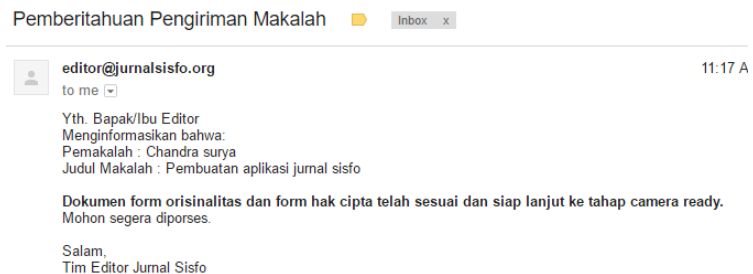 Pemberitahuan Pengiriman Makalah
Inbox x
editor@jurnalsisfo.org
11:17 A
to me
Yth. Bapak/Ibu Editor
Menginformasikan bahwa:
Pemakalah : Chandra surya
Judul Makalah : Pembuatan aplikasi jurnal sisfo
Dokumen form orisinalitas dan form hak cipta telah sesuai dan siap lanjut ke tahap camera ready.
Mohon segera diporses.
Salam,
Tim Editor Jurnal Sisfo